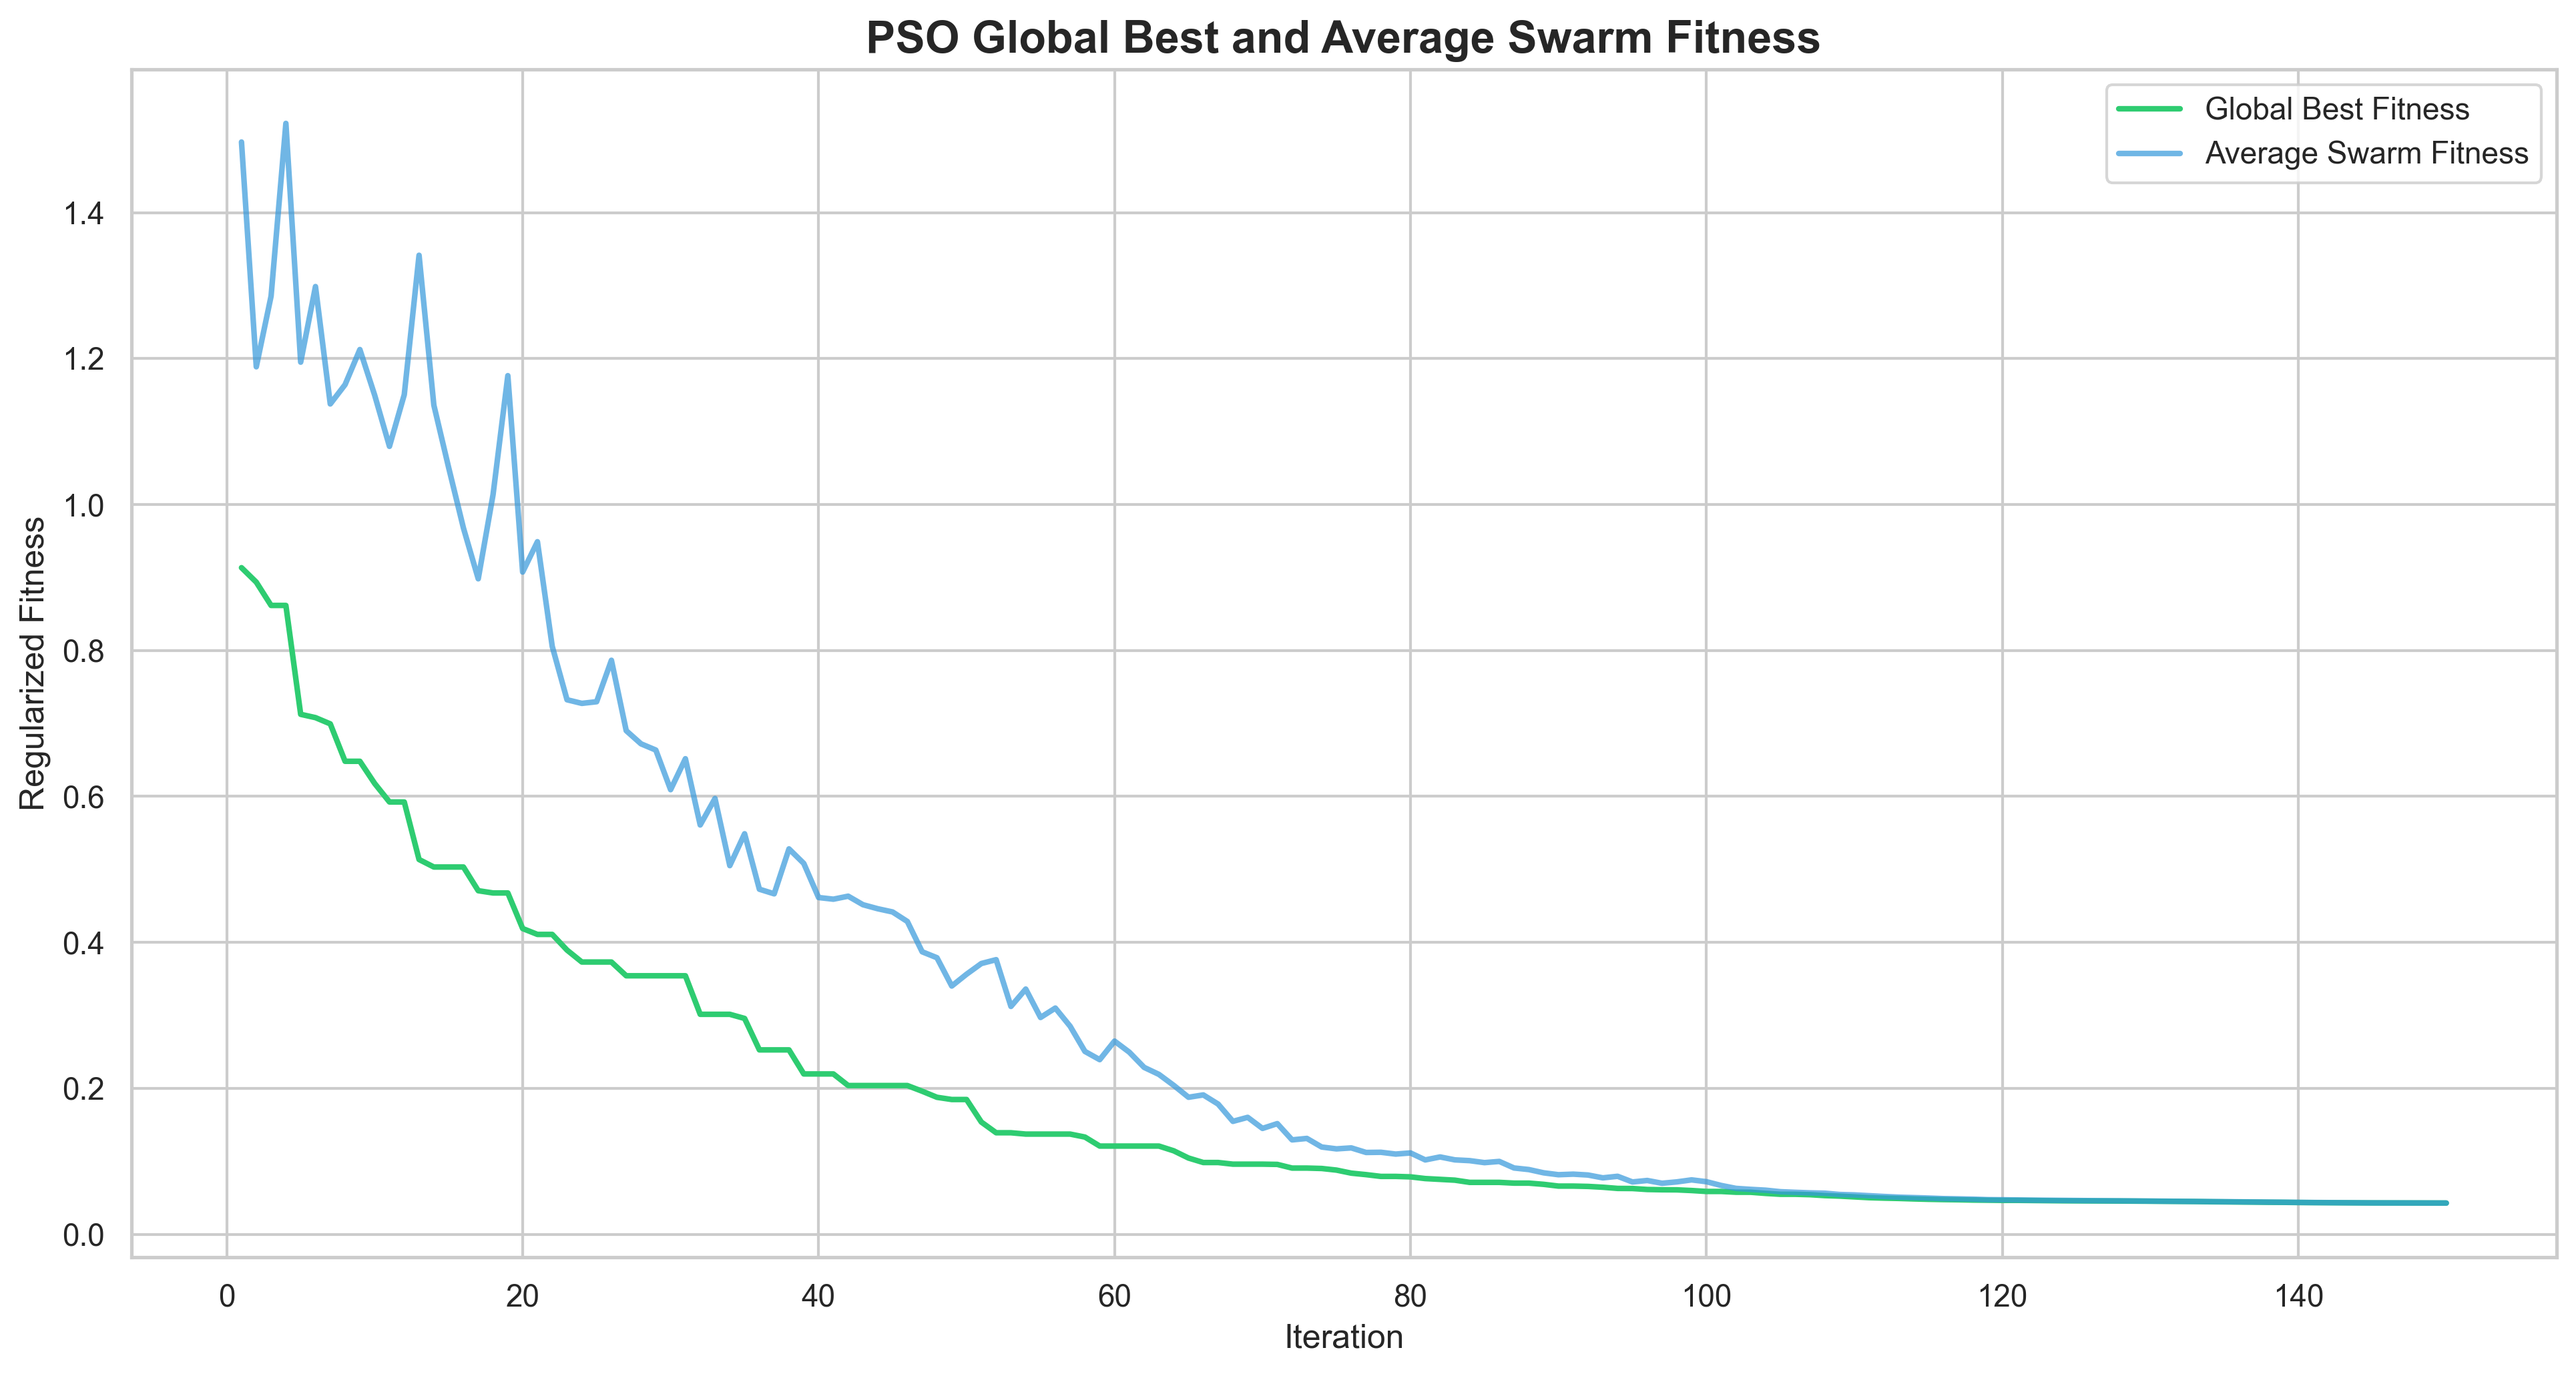 PSO Global Best and Average Swarm Fitness
Global Best Fitness
Average Swarm Fitness
Regularized Fitness
1.4
1.2
1.0
0.8
0.6
0.4
0.2
0.0
0 20 40 60 80 100 120 140
Iteration